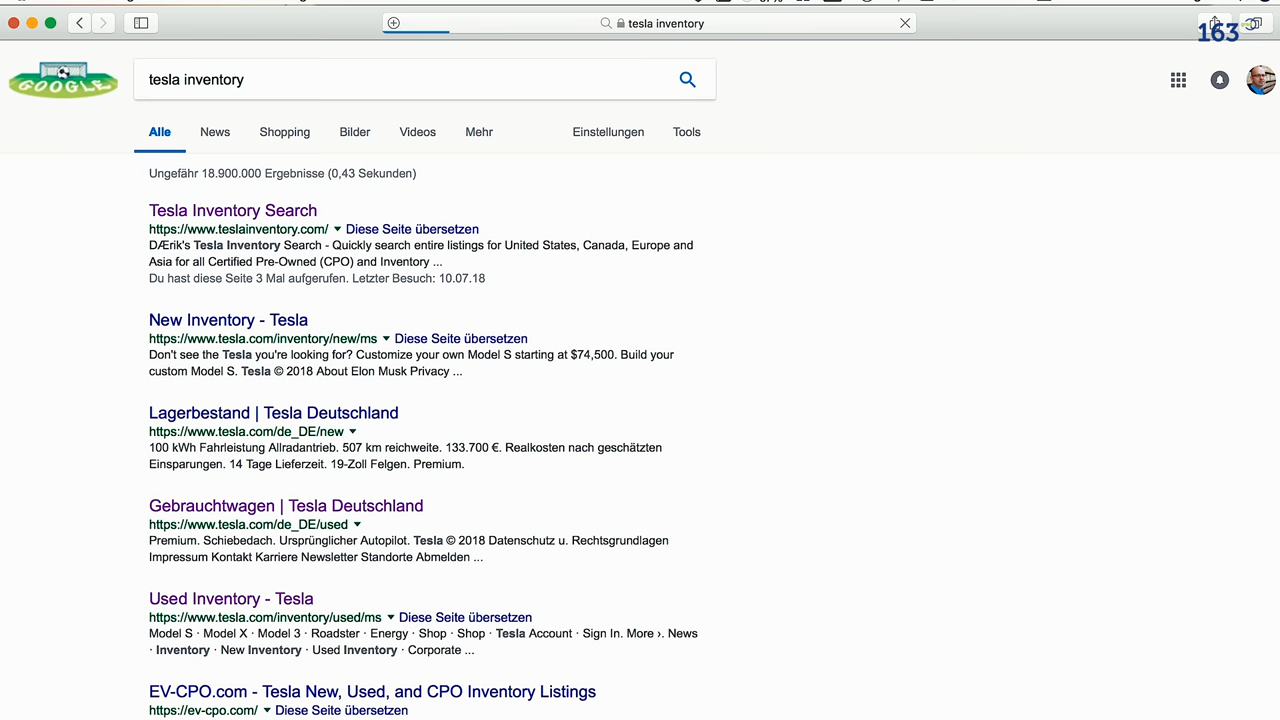 tesla inventory
163
GOOGLE
tesla inventory
Alle News Shopping Bilder Videos Mehr Einstellungen Tools
Ungefähr 18.900.000 Ergebnisse (0,43 Sekunden)
Tesla Inventory Search
https://www.teslainventory.com/ Diese Seite übersetzen
DÆrik's Tesla Inventory Search - Quickly search entire listings for United States, Canada, Europe and
Asia for all Certified Pre-Owned (CPO) and Inventory ...
Du hast diese Seite 3 Mal aufgerufen. Letzter Besuch: 10.07.18
New Inventory - Tesla
https://www.tesla.com/inventory/new/ms Diese Seite übersetzen
Don't see the Tesla you're looking for? Customize your own Model S starting at $74,500. Build your
custom Model S. Tesla © 2018 About Elon Musk Privacy ...
Lagerbestand | Tesla Deutschland
https://www.tesla.com/de_DE/new
100 kWh Fahrleistung Allradantrieb. 507 km reichweite. 133.700 €. Realkosten nach geschätzten
Einsparungen. 14 Tage Lieferzeit. 19-Zoll Felgen. Premium.
Gebrauchtwagen | Tesla Deutschland
https://www.tesla.com/de_DE/used
Premium. Schiebedach. Ursprünglicher Autopilot. Tesla © 2018 Datenschutz u. Rechtsgrundlagen
Impressum Kontakt Karriere Newsletter Standorte Abmelden ...
Used Inventory - Tesla
https://www.tesla.com/inventory/used/ms Diese Seite übersetzen
Model S · Model X · Model 3 · Roadster · Energy · Shop · Shop · Tesla Account · Sign In. More ›. News
· Inventory · New Inventory · Used Inventory · Corporate ...
EV-CPO.com - Tesla New, Used, and CPO Inventory Listings
https://ev-cpo.com/ Diese Seite übersetzen